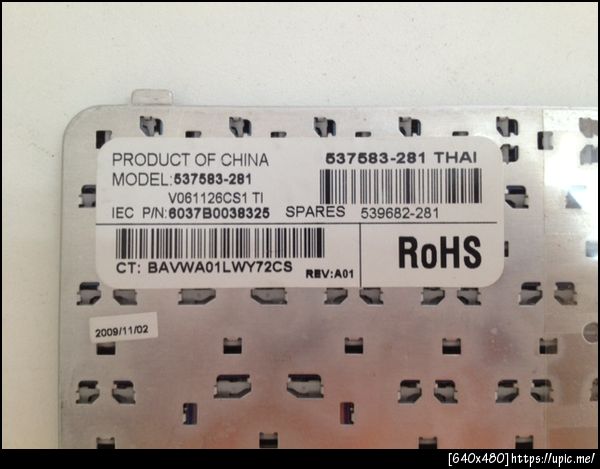 PRODUCT OF CHINA
537583-281 THAI
MODEL:537583-281
V061126CS1 TI
IEC P/N:6037B0038325 SPARES 539682-281
CT: BAVWA01LWY72CS
REV:A01
RoHS
2009/11/02
[640x480]https://upic.me/